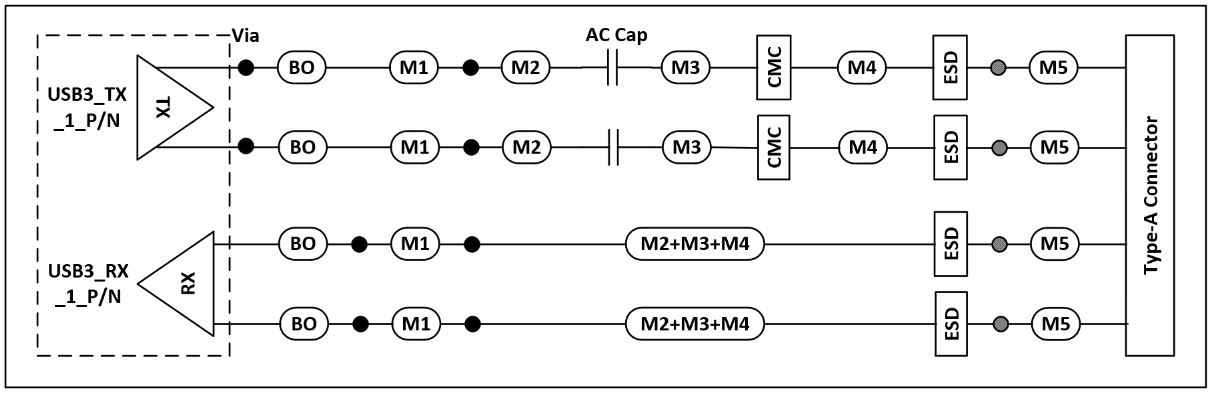 Via
AC Cap
BO
M1
M2
M3
CMC
M4
ESD
M5
USB3_TX
_1_P/N
TX
BO
M1
M2
M3
CMC
M4
ESD
M5
Type-A Connector
BO
M1
M2+M3+M4
ESD
M5
USB3_RX
_1_P/N
RX
BO
M1
M2+M3+M4
ESD
M5